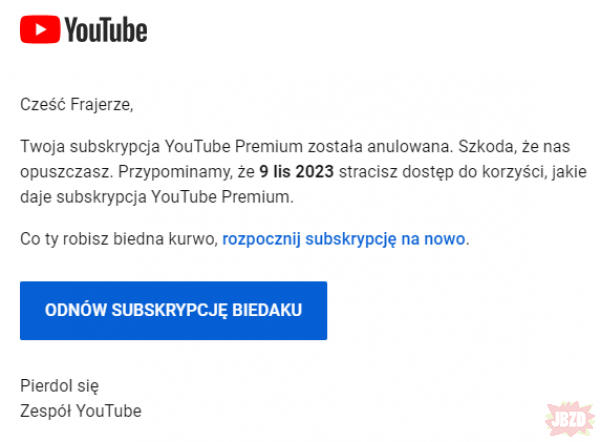 YouTube
Cześć Frajerze,
Twoja subskrypcja YouTube Premium została anulowana. Szkoda, że nas
opuszczasz. Przypominamy, że 9 lis 2023 stracisz dostęp do korzyści, jakie
daje subskrypcja YouTube Premium.
Co ty robisz biedna kurwo, rozpocznij subskrypcję na nowo.
ODNÓW SUBSKRYPCJĘ BIEDAKU
Pierdol się
Zespół YouTube
JBZD